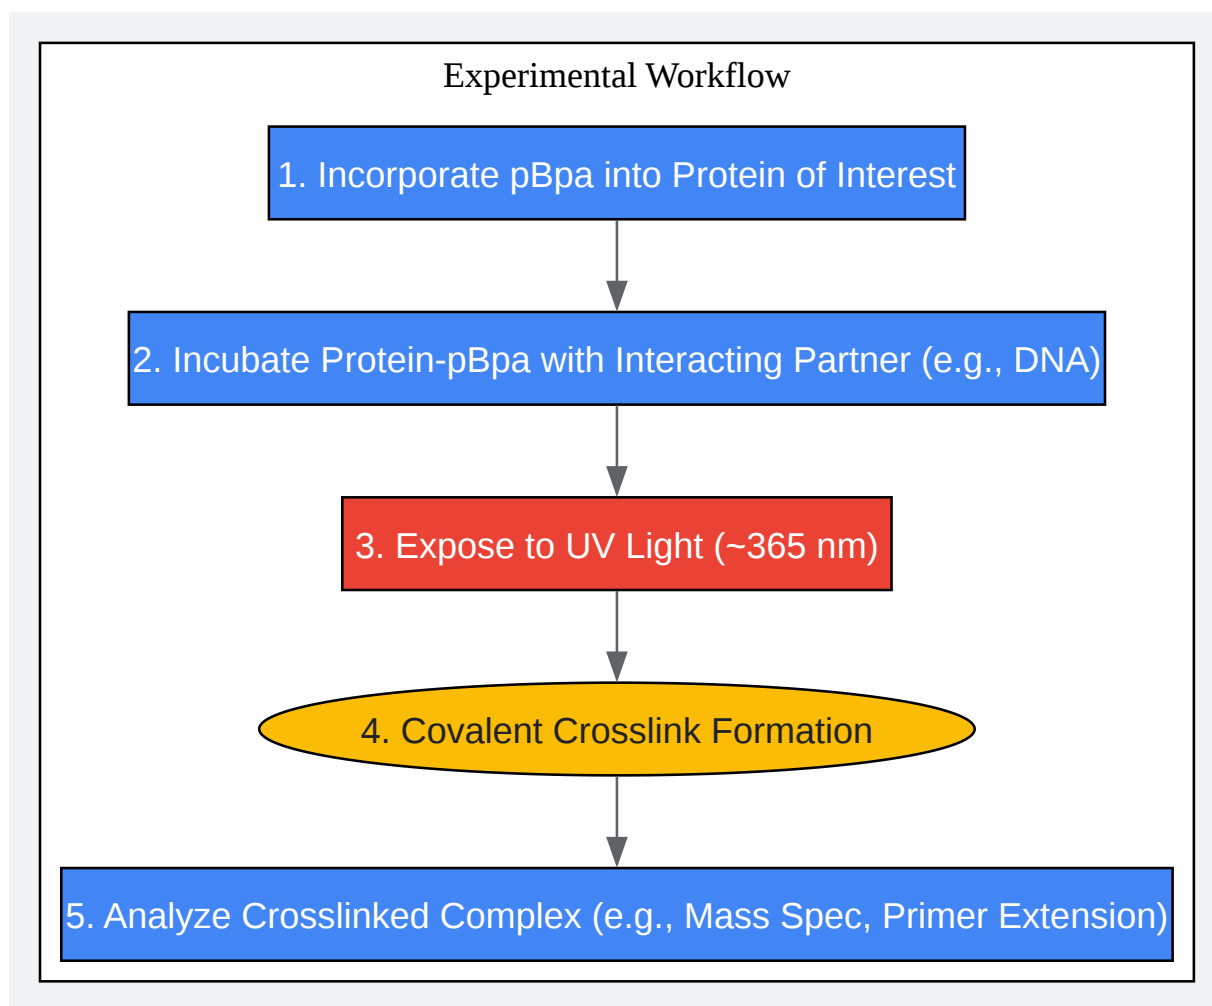 Experimental Workflow
1. Incorporate pBpa into Protein of Interest
2. Incubate Protein-pBpa with Interacting Partner (e.g., DNA)
3. Expose to UV Light (~365 nm)
4. Covalent Crosslink Formation
5. Analyze Crosslinked Complex (e.g., Mass Spec, Primer Extension)